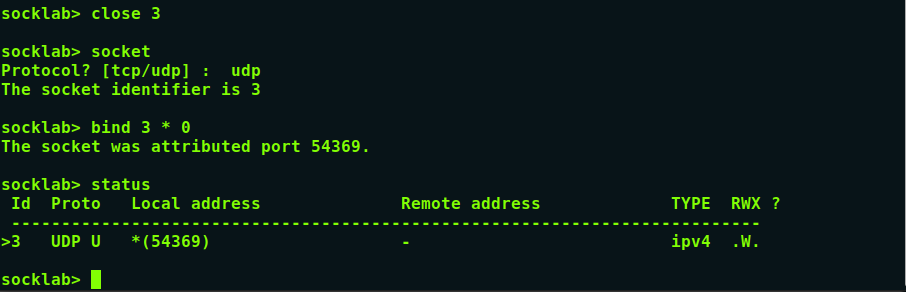 socklab> close 3
socklab> socket
Protocol? [tcp/udp] :  udp
The socket identifier is 3
socklab> bind 3 * 0
The socket was attributed port 54369.
socklab> status
 Id  Proto   Local address              Remote address             TYPE  RWX ?
 ---------------------------------------------------------------------------
>3   UDP U   *(54369)                   -                          ipv4  .W.
socklab>